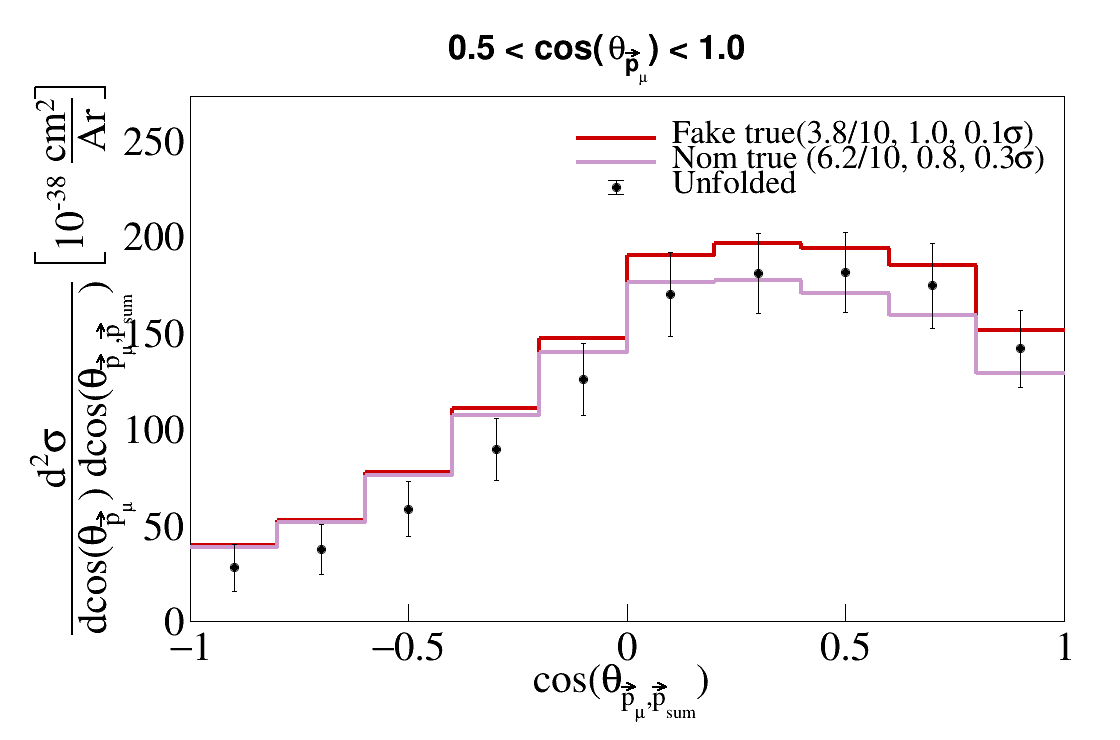 0.5 < cos(θp⃗μ) < 1.0
d²σ
dcos(θp⃗μ) dcos(θp⃗μ,p⃗sum)
[10⁻³⁸ cm²
Ar]
250
200
150
100
50
0
Fake true(3.8/10, 1.0, 0.1σ)
Nom true (6.2/10, 0.8, 0.3σ)
Unfolded
−1
−0.5
0
0.5
1
cos(θp⃗μ,p⃗sum)